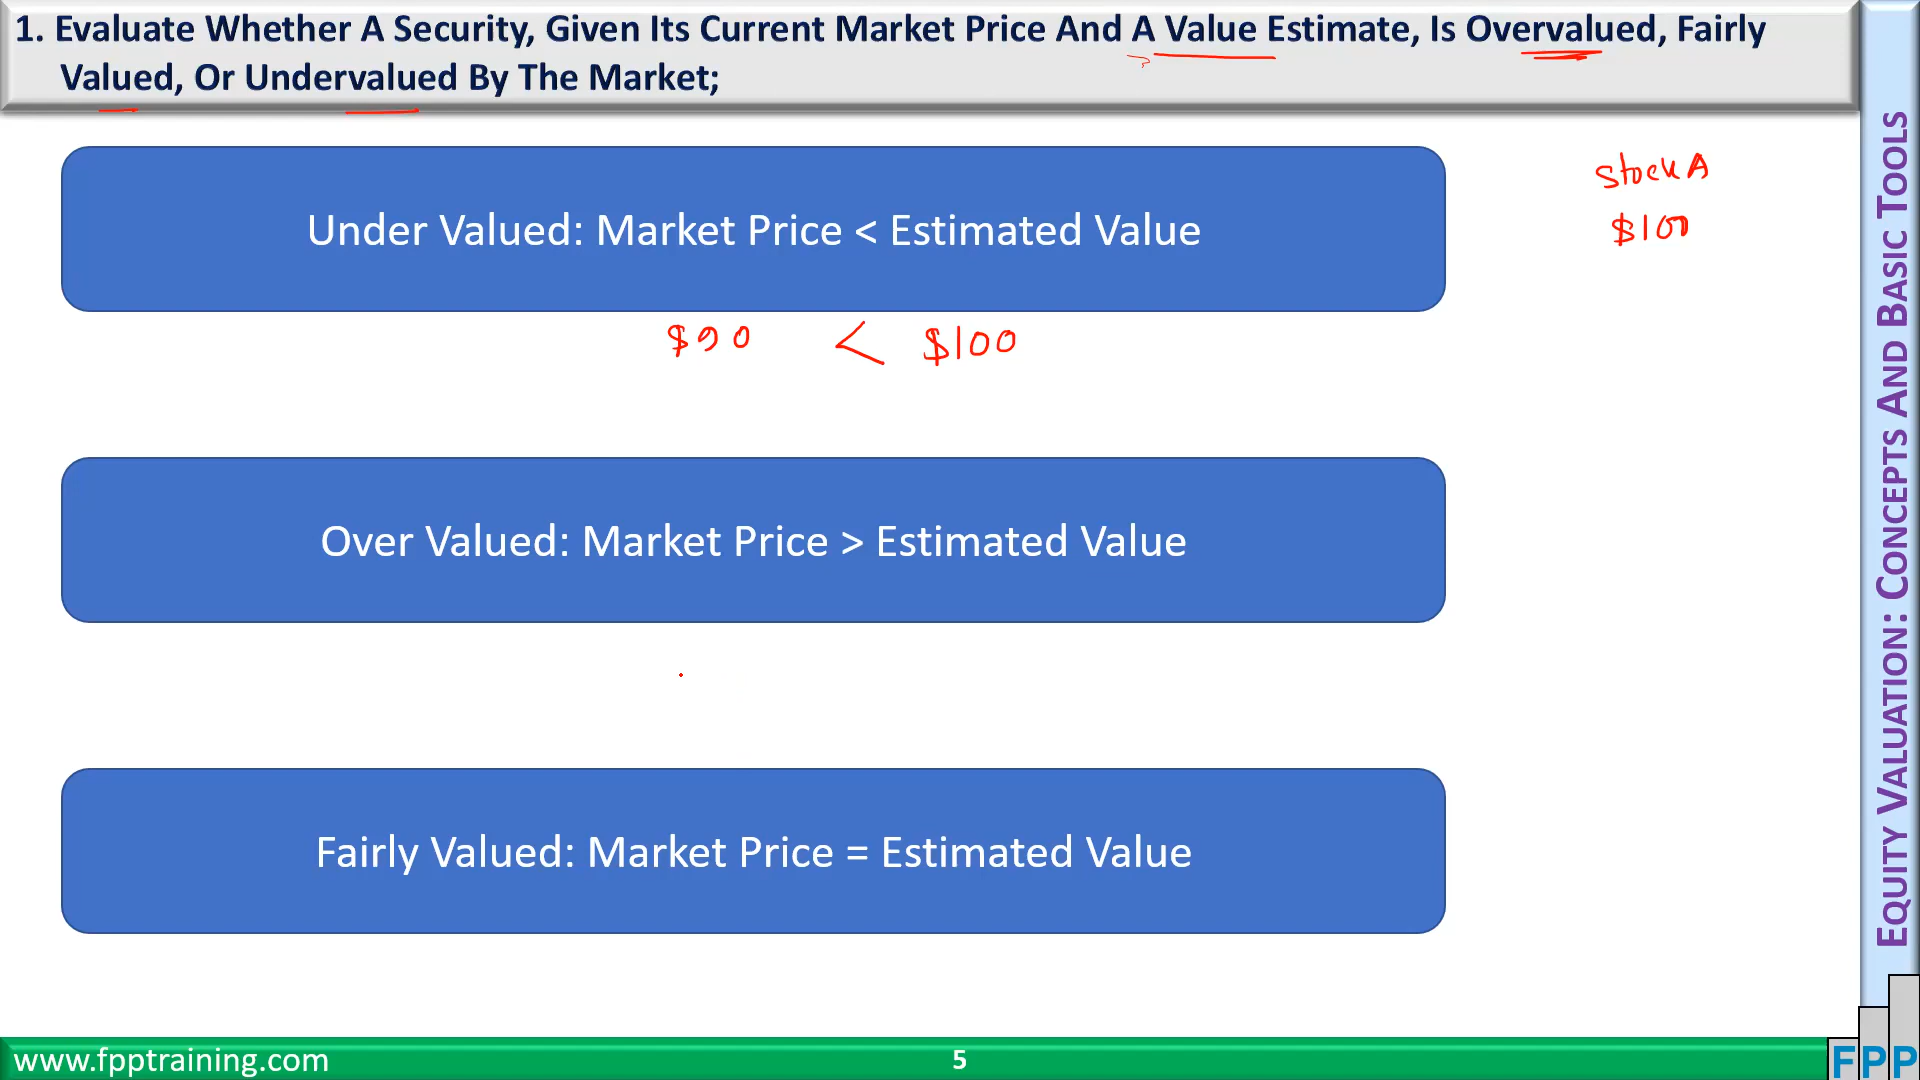 1. Evaluate Whether A Security, Given Its Current Market Price And A Value Estimate, Is Overvalued, Fairly
Valued, Or Undervalued By The Market;
Stock A
$100
Under Valued: Market Price < Estimated Value
$90 < $100
Over Valued: Market Price > Estimated Value
Fairly Valued: Market Price = Estimated Value
EQUITY VALUATION: CONCEPTS AND BASIC TOOLS
www.fpptraining.com
5
FPP